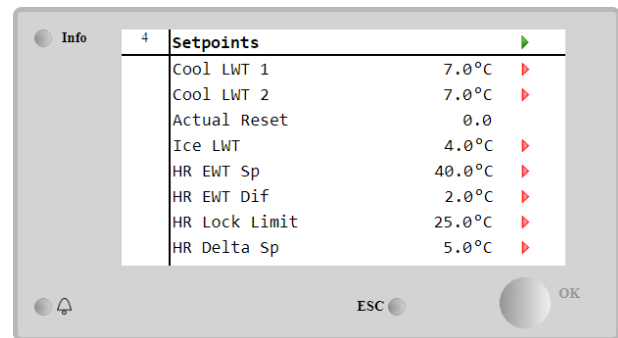 Info
4 Setpoints
Cool LWT 1 7.0°C
Cool LWT 2 7.0°C
Actual Reset 0.0
Ice LWT 4.0°C
HR EWT Sp 40.0°C
HR EWT Dif 2.0°C
HR Lock Limit 25.0°C
HR Delta Sp 5.0°C
ESC
OK